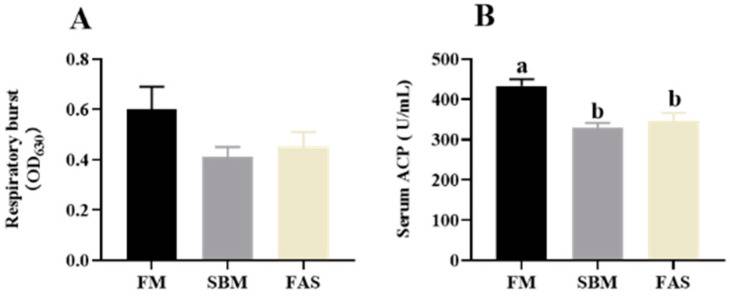 A
Respiratory burst
(OD630)
0.8
0.6
0.4
0.2
0.0
FM SBM FAS
B
Serum ACP ( U/mL)
500
400
300
200
100
0
a
b
b
FM SBM FAS